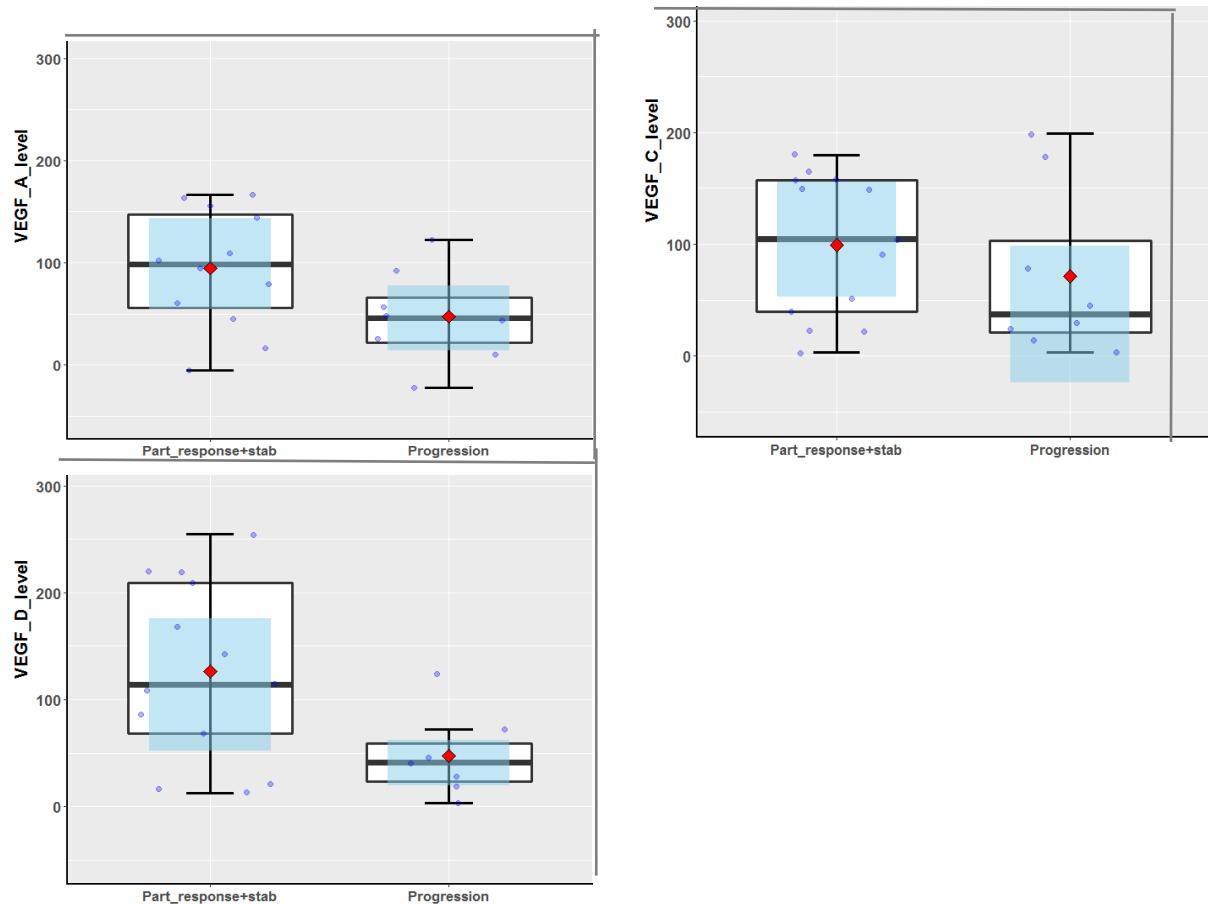 VEGF_A_level
300
200
100
0
Part_response+stab
Progression
VEGF_C_level
300
200
100
0
Part_response+stab
Progression
VEGF_D_level
300
200
100
0
Part_response+stab
Progression